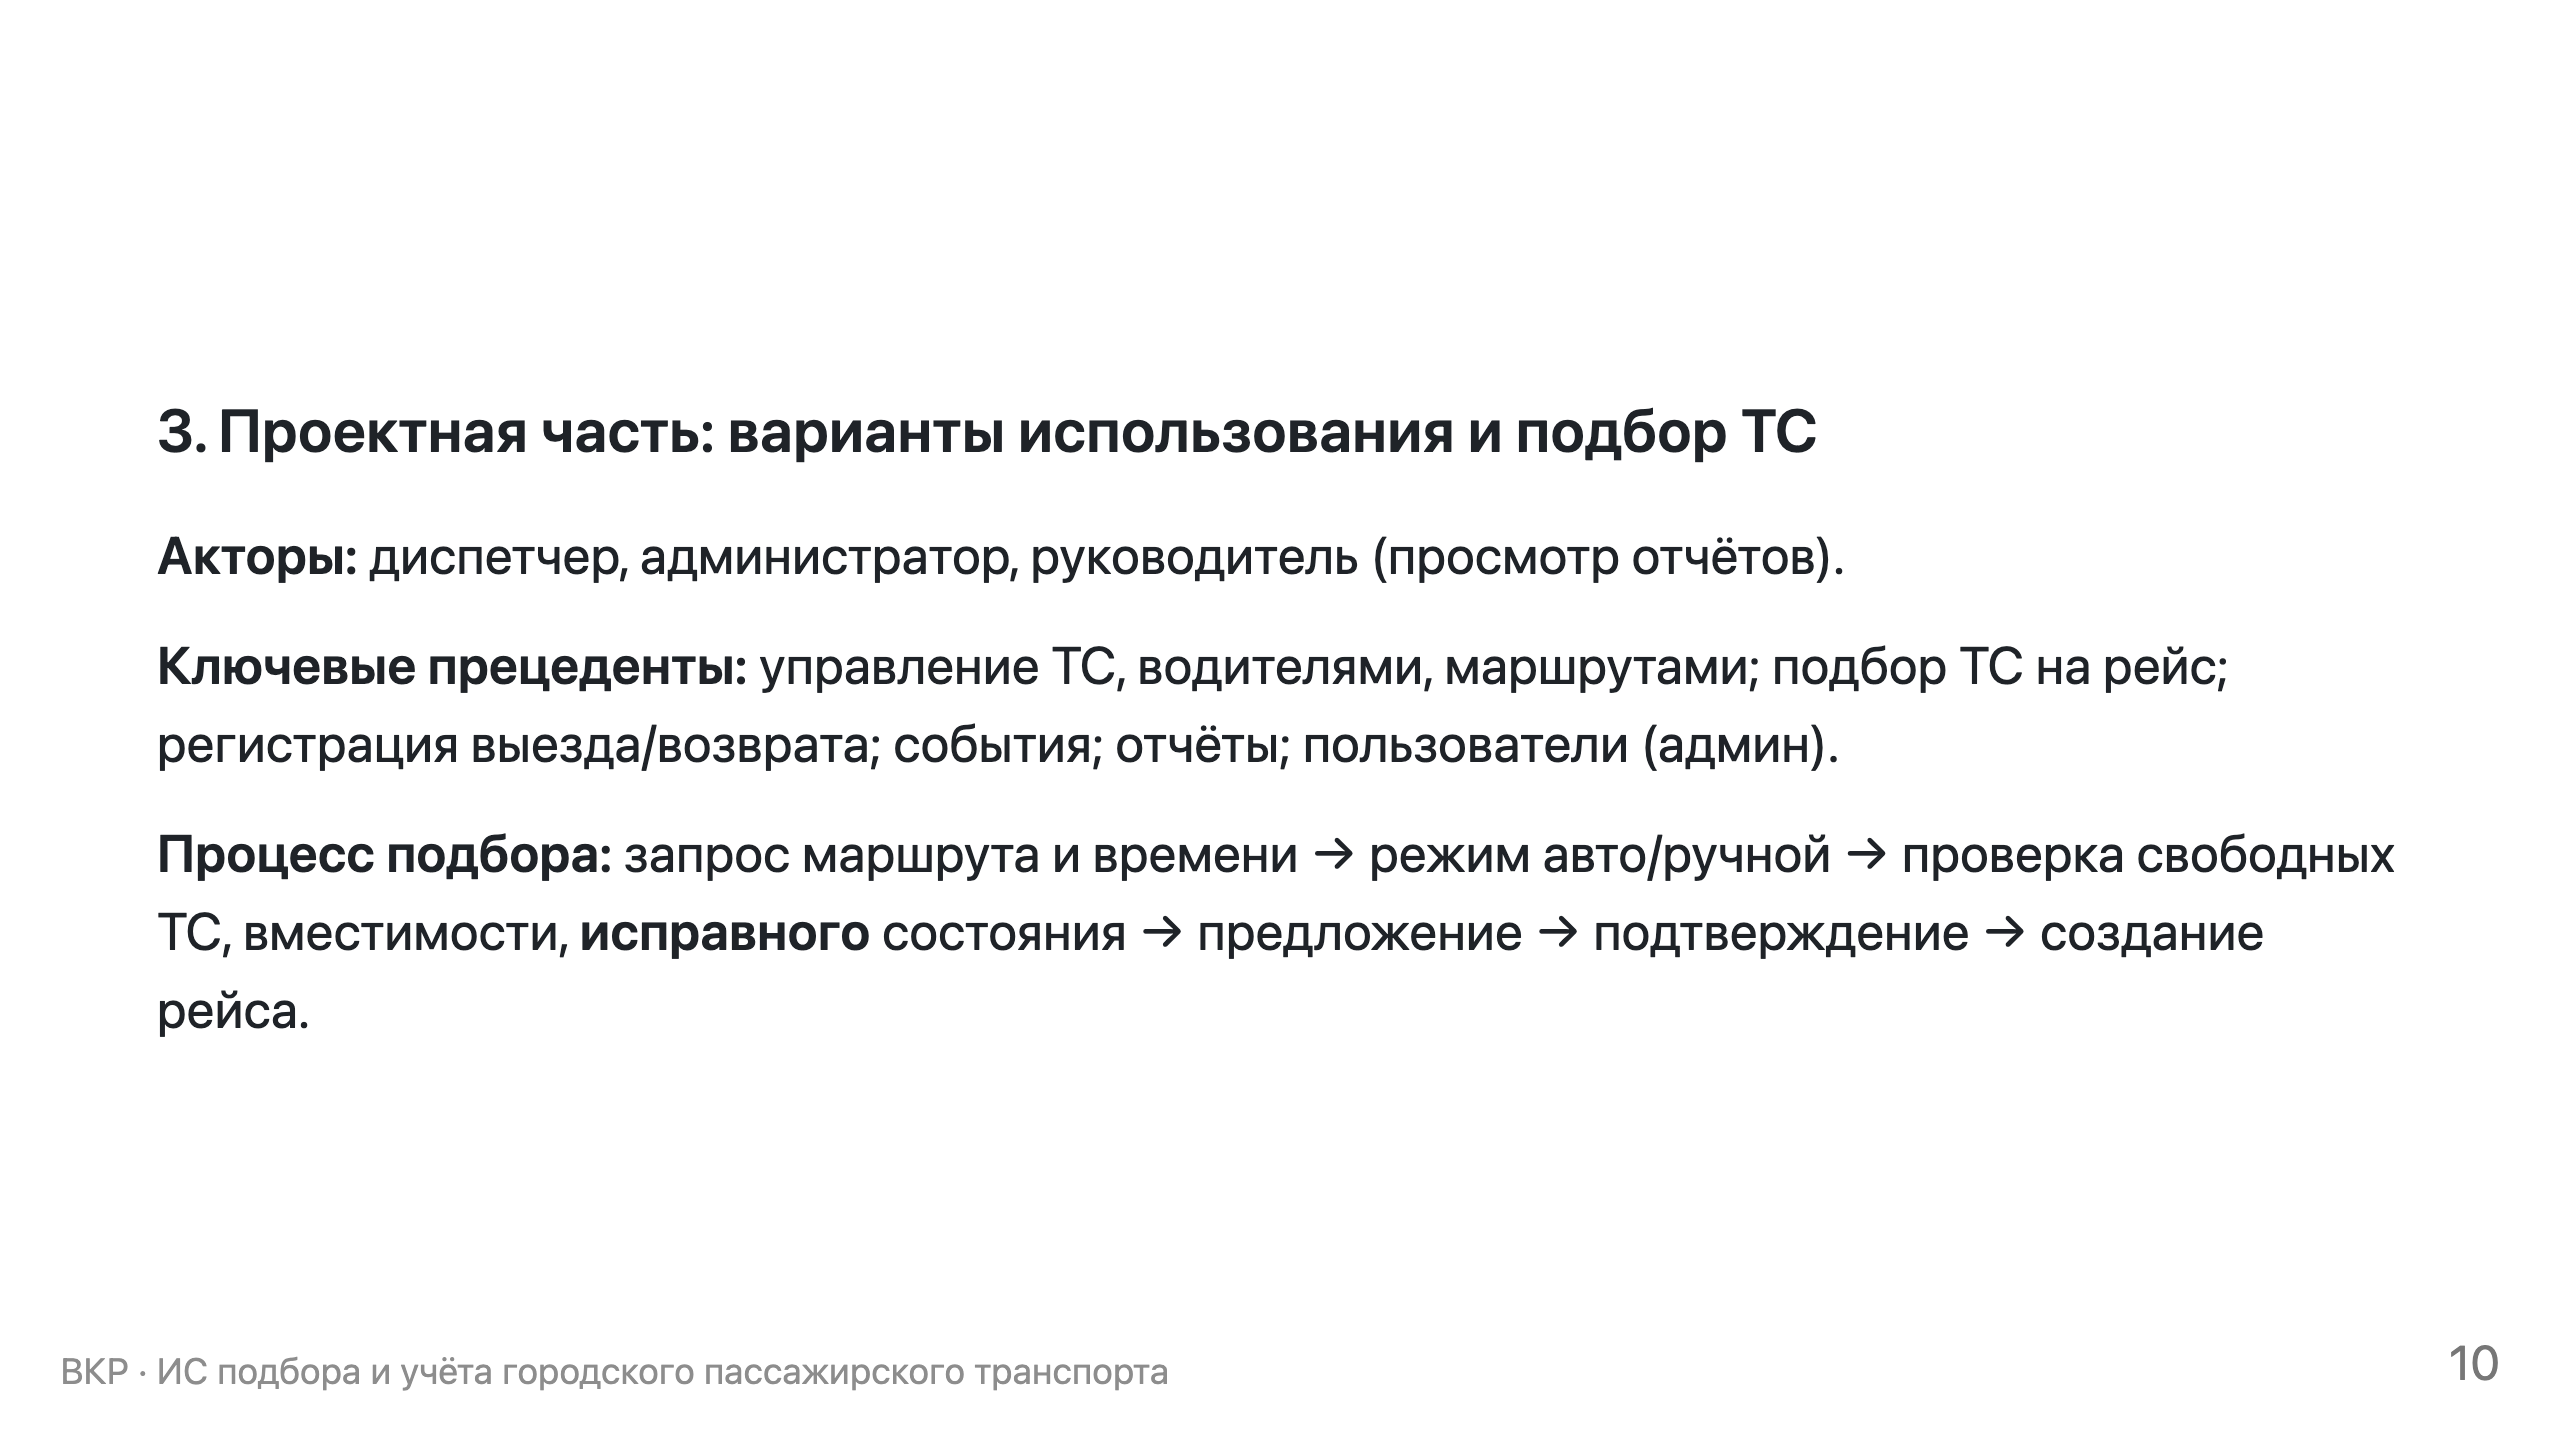 3. Проектная часть: варианты использования и подбор ТС
Акторы: диспетчер, администратор, руководитель (просмотр отчётов).
Ключевые прецеденты: управление ТС, водителями, маршрутами; подбор ТС на рейс;
регистрация выезда/возврата; события; отчёты; пользователи (админ).
Процесс подбора: запрос маршрута и времени → режим авто/ручной → проверка свободных
ТС, вместимости, исправного состояния → предложение → подтверждение → создание
рейса.
ВКР · ИС подбора и учёта городского пассажирского транспорта
10